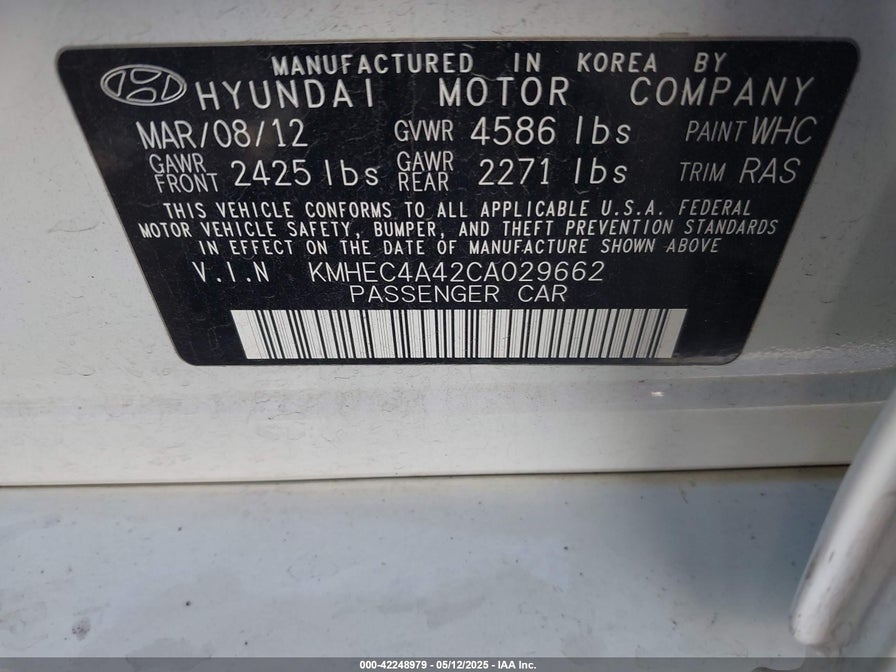 MANUFACTURED IN KOREA BY
HYUNDAI MOTOR COMPANY
MAR/08/12 GVWR 4586 lbs PAINT WHC
GAWR FRONT 2425 lbs GAWR REAR 2271 lbs TRIM RAS
THIS VEHICLE CONFORMS TO ALL APPLICABLE U.S.A. FEDERAL
MOTOR VEHICLE SAFETY, BUMPER, AND THEFT PREVENTION STANDARDS
IN EFFECT ON THE DATE OF MANUFACTURE SHOWN ABOVE
V.I.N KMHEC4A42CA029662
PASSENGER CAR
000-42248979 - 05/12/2025 - IAA Inc.